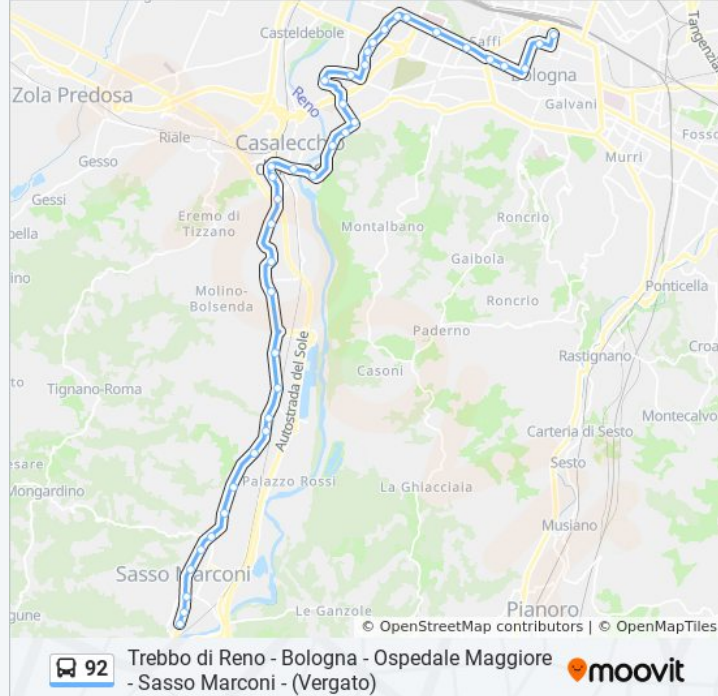 Casteldebole
Saffi
Tangenzia
Bologna
Zola Predosa
Reno
Galvani
Riale
Casalecchio
Fosso
Gesso
Murri
Gessi
Eremo di
Tizzano
Roncrio
Montalbano
Gaibola
Ponticella
Molino-
Bolsenda
Roncrio
Paderno
Rastignano
Casoni
Autostrada del Sole
Tignano-Roma
Montecalvo
Carteria di Sesto
Sesto
Palazzo Rossi
La Ghiacciaia
Mongardino
Musiano
Sasso Marconi
Le Ganzole
Pianoro
© OpenStreetMap contributors | © OpenMapTiles
92
Trebbo di Reno - Bologna - Ospedale Maggiore
- Sasso Marconi - (Vergato)
moovit